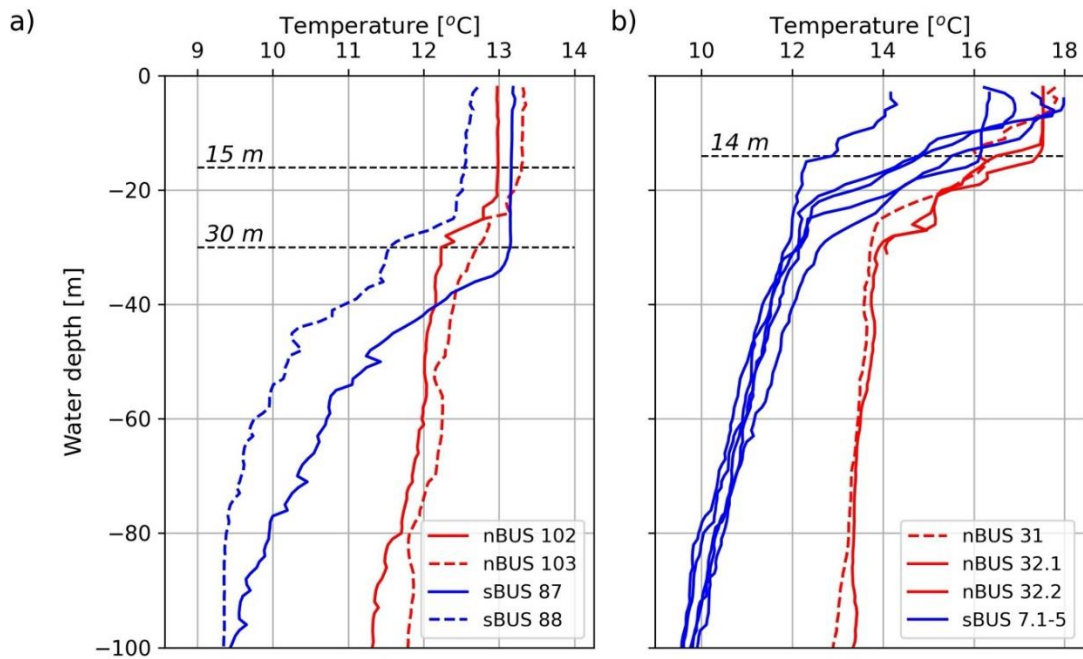 a)
Temperature [°C]
9 10 11 12 13 14
0
−20
−40
−60
−80
−100
Water depth [m]
15 m
30 m
nBUS 102
nBUS 103
sBUS 87
sBUS 88
b)
Temperature [°C]
10 12 14 16 18
14 m
nBUS 31
nBUS 32.1
nBUS 32.2
sBUS 7.1-5